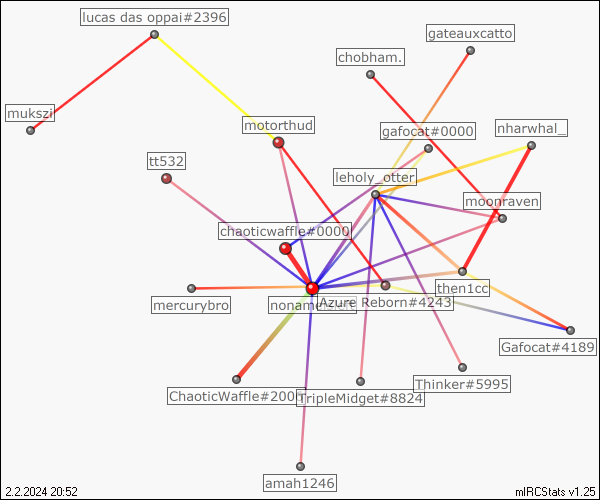 lucas das oppai#2396
gateauxcatto
chobham.
mukszi
motorthud
gafocat#0000
nharwhal_
tt532
leholy_otter
moonraven
chaoticwaffle#0000
then1cc
mercurybro
Azure Reborn#4243
Gafocat#4189
ChaoticWaffle#200
TripleMidget#8824
Thinker#5995
amah1246
2.2.2024 20:52
mIRCStats v1.25